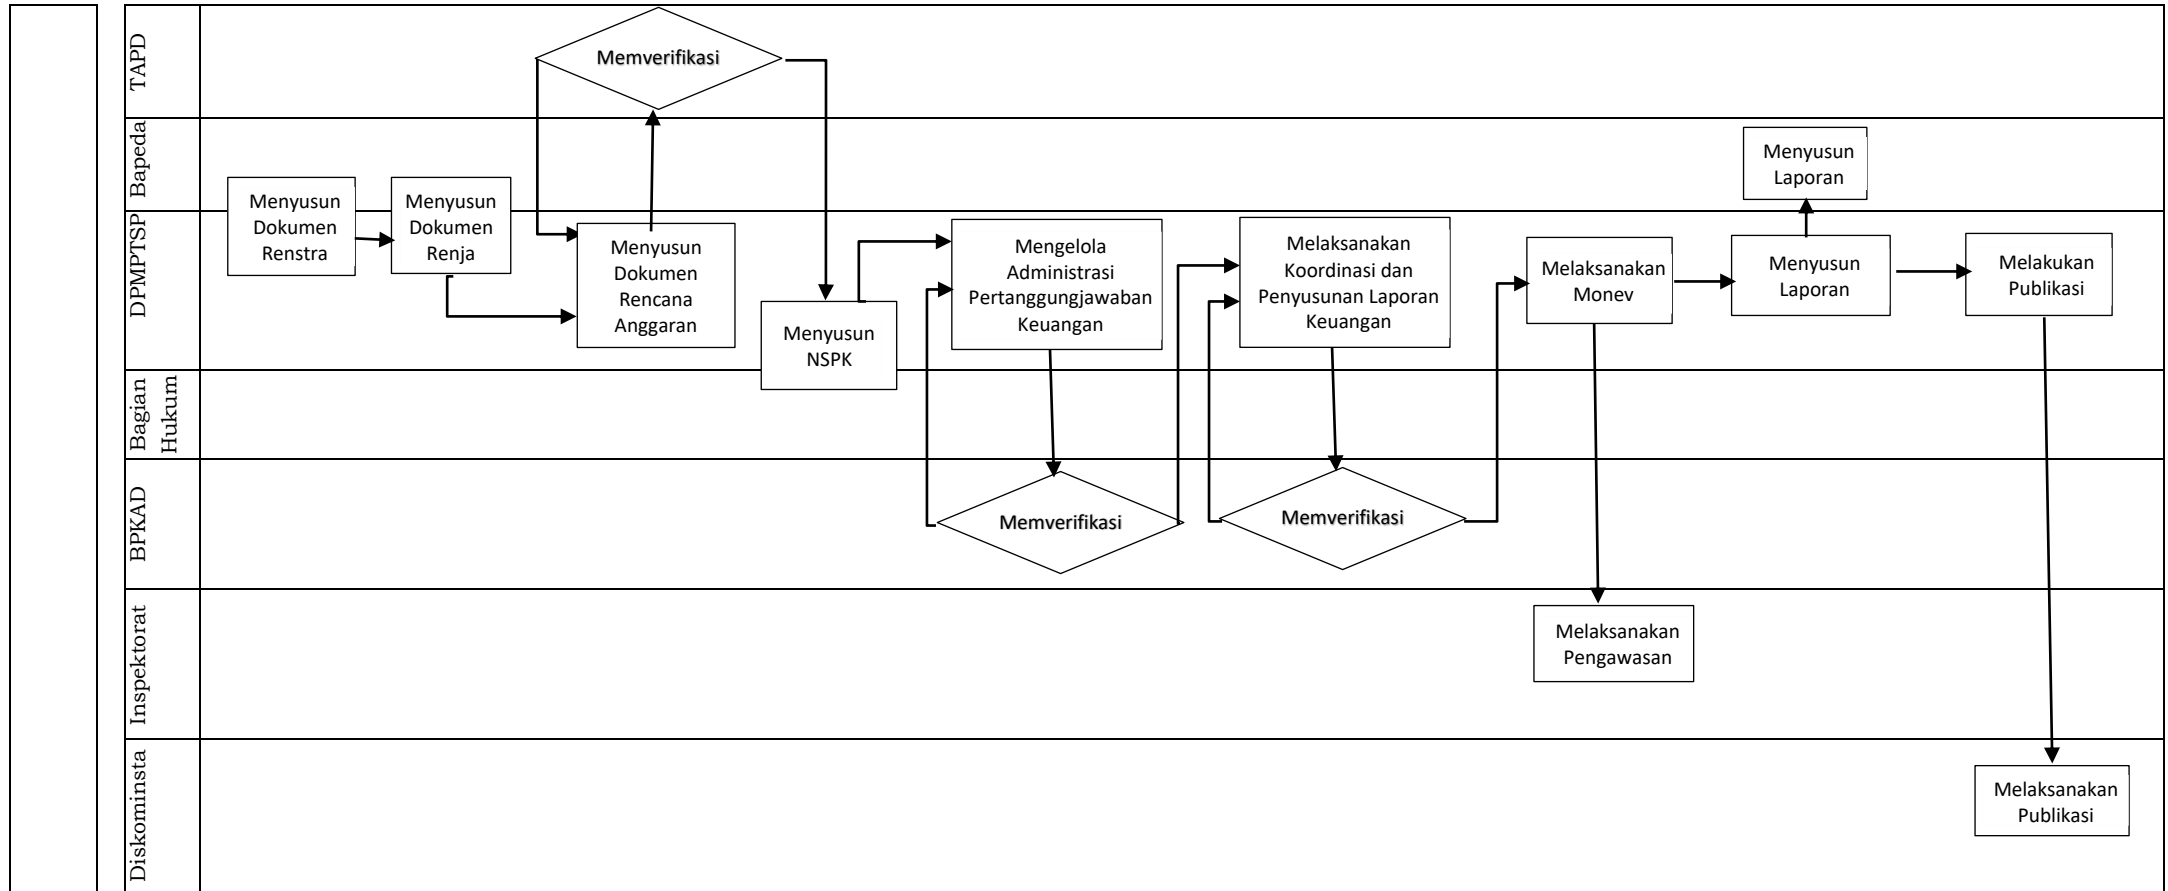 TAPD
Memverifikasi
Bapeda
Menyusun
Laporan
Menyusun
Dokumen
Renstra
Menyusun
Dokumen
Renja
DPMPTSP
Menyusun
Dokumen
Rencana
Anggaran
Menyusun
NSPK
Mengelola
Administrasi
Pertanggungjawaban
Keuangan
Melaksanakan
Koordinasi dan
Penyusunan Laporan
Keuangan
Melaksanakan
Monev
Menyusun
Laporan
Melakukan
Publikasi
Bagian
Hukum
BPKAD
Memverifikasi
Memverifikasi
Inspektorat
Melaksanakan
Pengawasan
Diskominsta
Melaksanakan
Publikasi